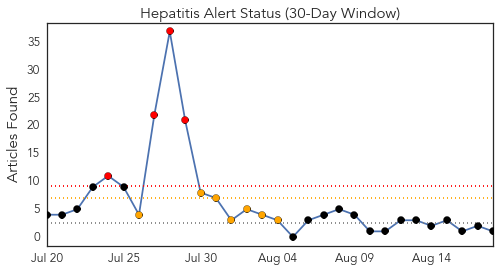 Hepatitis Alert Status (30-Day Window)
Articles Found
35
30
25
20
15
10
5
0
Jul 20 Jul 25 Jul 30 Aug 04 Aug 09 Aug 14